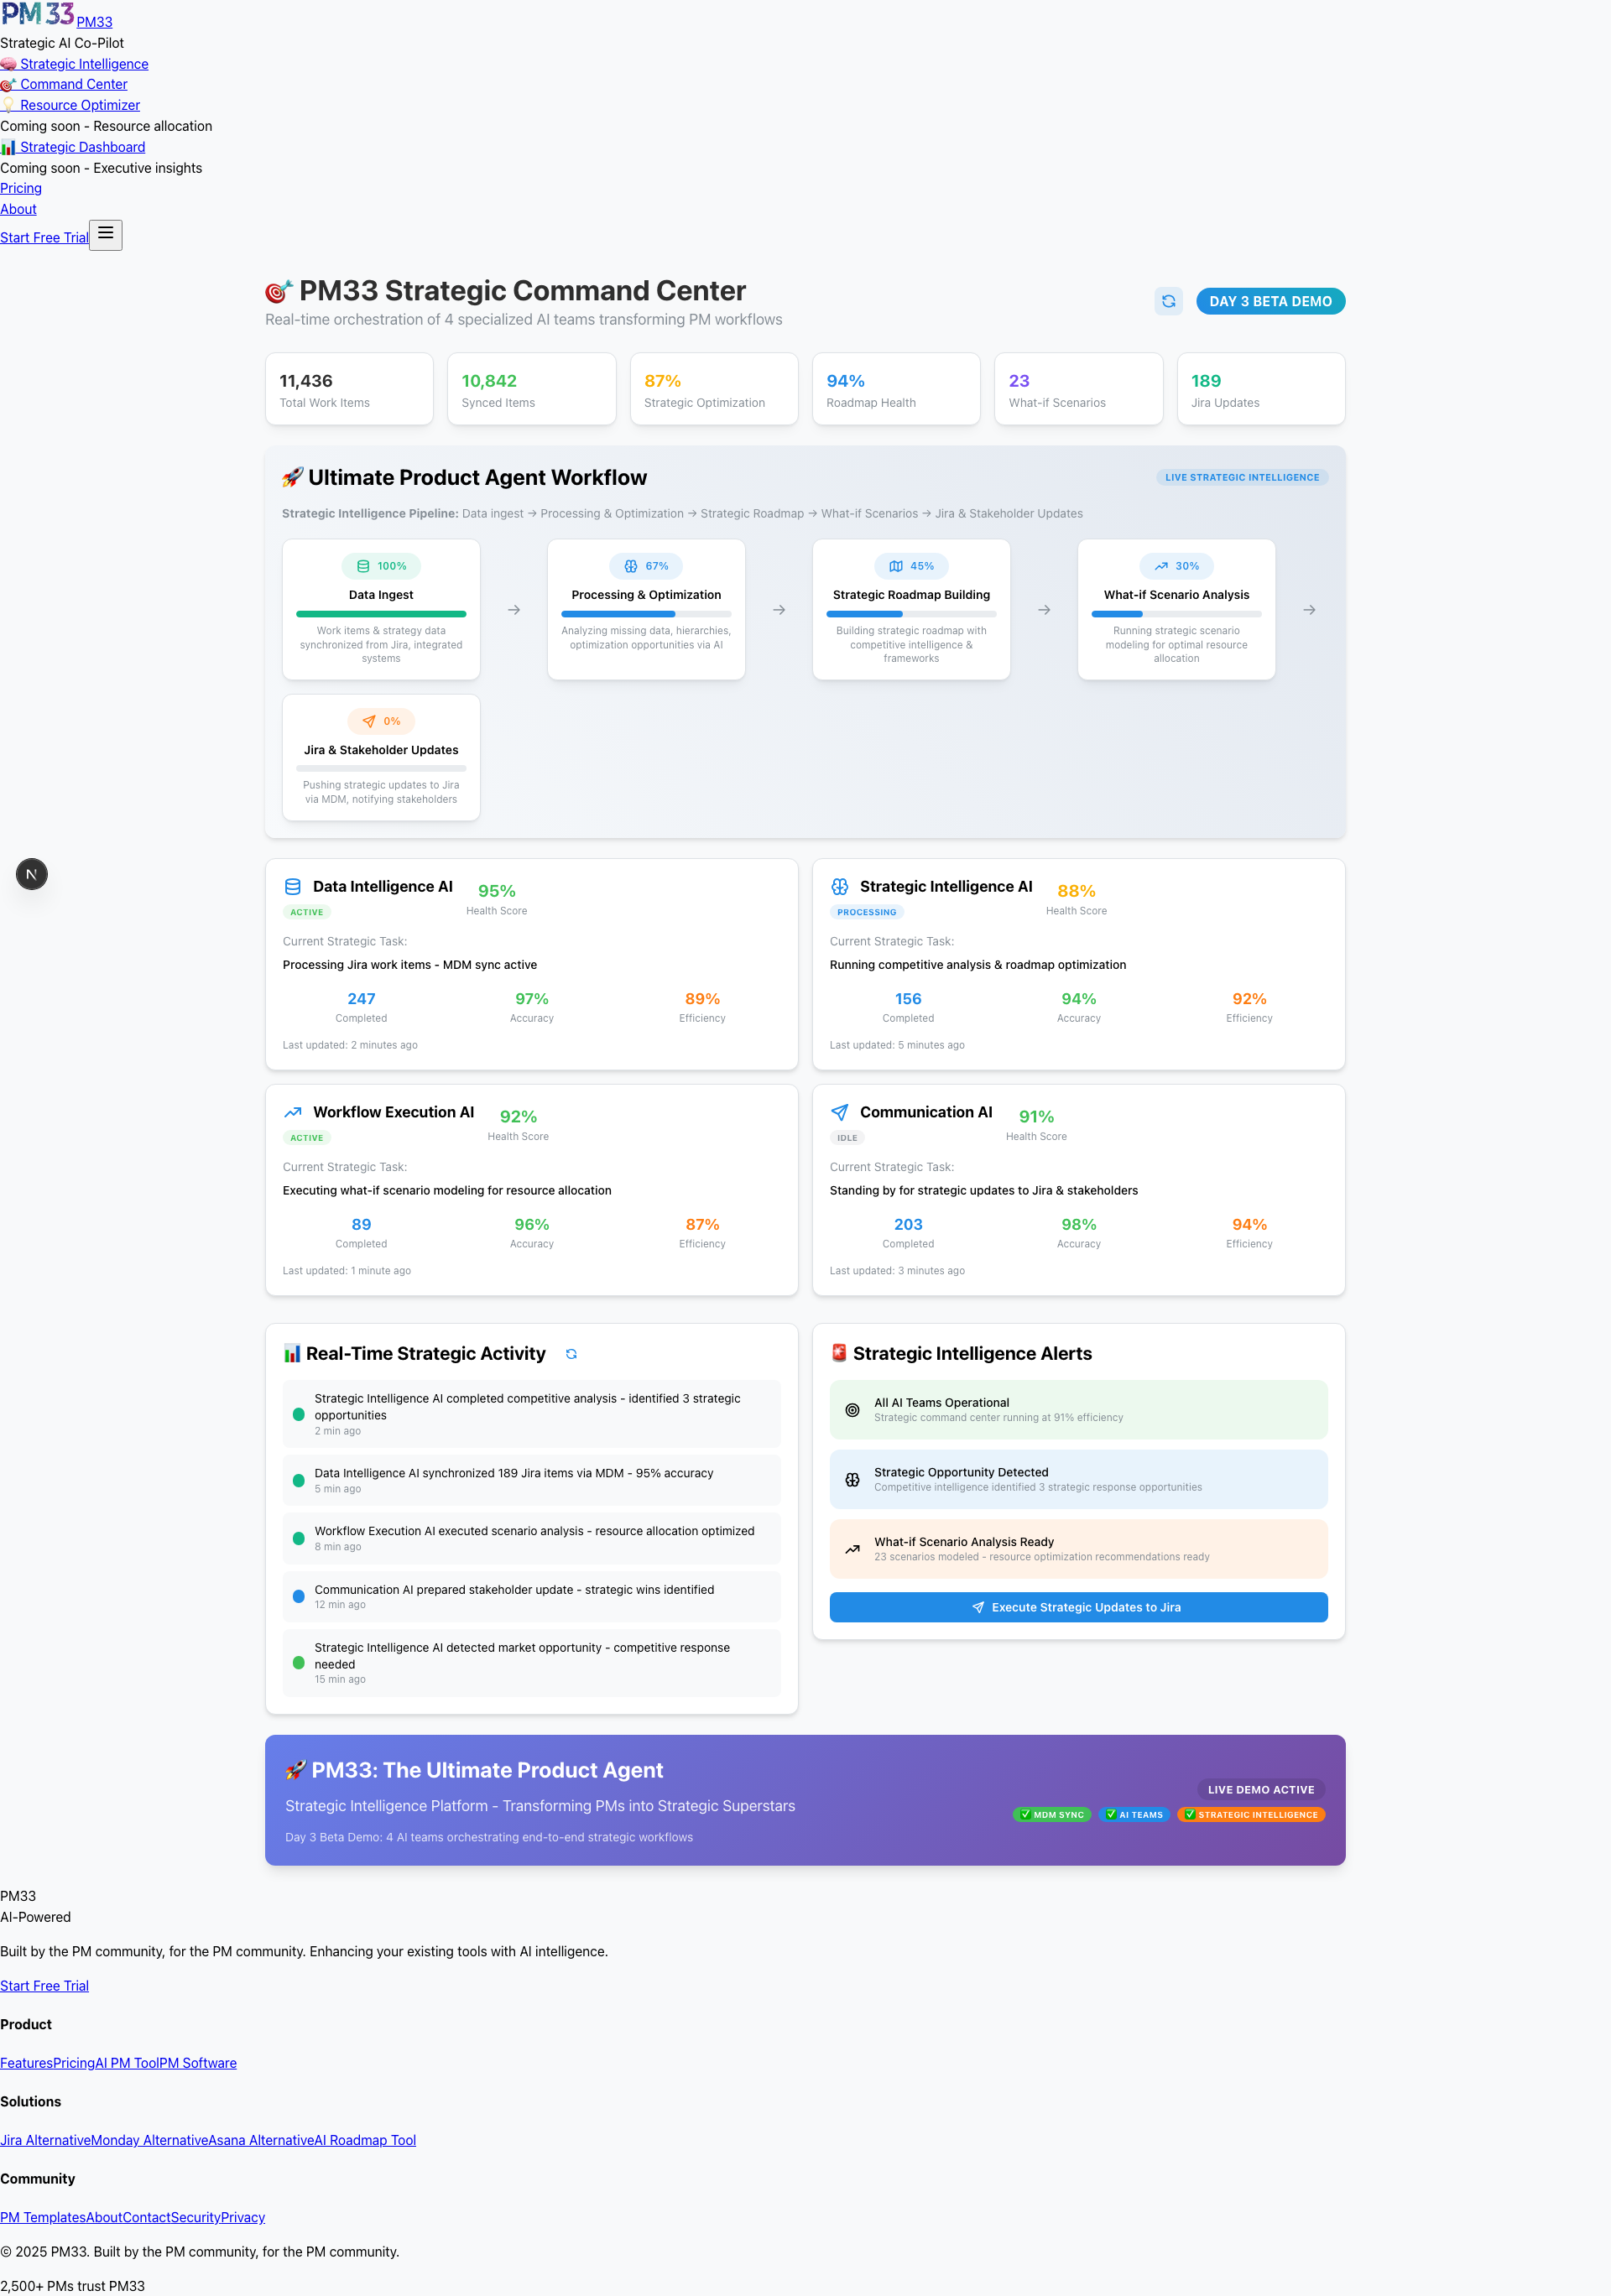 PM33 PM33
Strategic AI Co-Pilot
🧠 Strategic Intelligence
🎯 Command Center
💡 Resource Optimizer
Coming soon - Resource allocation
📊 Strategic Dashboard
Coming soon - Executive insights
Pricing
About
Start Free Trial
🎯 PM33 Strategic Command Center
Real-time orchestration of 4 specialized AI teams transforming PM workflows
DAY 3 BETA DEMO
11,436
Total Work Items
10,842
Synced Items
87%
Strategic Optimization
94%
Roadmap Health
23
What-if Scenarios
189
Jira Updates
🚀 Ultimate Product Agent Workflow
LIVE STRATEGIC INTELLIGENCE
Strategic Intelligence Pipeline: Data ingest → Processing & Optimization → Strategic Roadmap → What-if Scenarios → Jira & Stakeholder Updates
100%
Data Ingest
Work items & strategy data
synchronized from Jira, integrated
systems
→
67%
Processing & Optimization
Analyzing missing data, hierarchies,
optimization opportunities via AI
→
45%
Strategic Roadmap Building
Building strategic roadmap with
competitive intelligence &
frameworks
→
30%
What-if Scenario Analysis
Running strategic scenario
modeling for optimal resource
allocation
→
0%
Jira & Stakeholder Updates
Pushing strategic updates to Jira
via MDM, notifying stakeholders
N
Data Intelligence AI
ACTIVE
95%
Health Score
Current Strategic Task:
Processing Jira work items - MDM sync active
247
Completed
97%
Accuracy
89%
Efficiency
Last updated: 2 minutes ago
Strategic Intelligence AI
PROCESSING
88%
Health Score
Current Strategic Task:
Running competitive analysis & roadmap optimization
156
Completed
94%
Accuracy
92%
Efficiency
Last updated: 5 minutes ago
Workflow Execution AI
ACTIVE
92%
Health Score
Current Strategic Task:
Executing what-if scenario modeling for resource allocation
89
Completed
96%
Accuracy
87%
Efficiency
Last updated: 1 minute ago
Communication AI
IDLE
91%
Health Score
Current Strategic Task:
Standing by for strategic updates to Jira & stakeholders
203
Completed
98%
Accuracy
94%
Efficiency
Last updated: 3 minutes ago
📊 Real-Time Strategic Activity
Strategic Intelligence AI completed competitive analysis - identified 3 strategic
opportunities
2 min ago
Data Intelligence AI synchronized 189 Jira items via MDM - 95% accuracy
5 min ago
Workflow Execution AI executed scenario analysis - resource allocation optimized
8 min ago
Communication AI prepared stakeholder update - strategic wins identified
12 min ago
Strategic Intelligence AI detected market opportunity - competitive response
needed
15 min ago
🚨 Strategic Intelligence Alerts
All AI Teams Operational
Strategic command center running at 91% efficiency
Strategic Opportunity Detected
Competitive intelligence identified 3 strategic response opportunities
What-if Scenario Analysis Ready
23 scenarios modeled - resource optimization recommendations ready
Execute Strategic Updates to Jira
🚀 PM33: The Ultimate Product Agent
Strategic Intelligence Platform - Transforming PMs into Strategic Superstars
Day 3 Beta Demo: 4 AI teams orchestrating end-to-end strategic workflows
LIVE DEMO ACTIVE
✅ MDM SYNC ✅ AI TEAMS ✅ STRATEGIC INTELLIGENCE
PM33
AI-Powered
Built by the PM community, for the PM community. Enhancing your existing tools with AI intelligence.
Start Free Trial
Product
FeaturesPricingAI PM ToolPM Software
Solutions
Jira AlternativeMonday AlternativeAsana AlternativeAI Roadmap Tool
Community
PM TemplatesAboutContactSecurityPrivacy
© 2025 PM33. Built by the PM community, for the PM community.
2,500+ PMs trust PM33